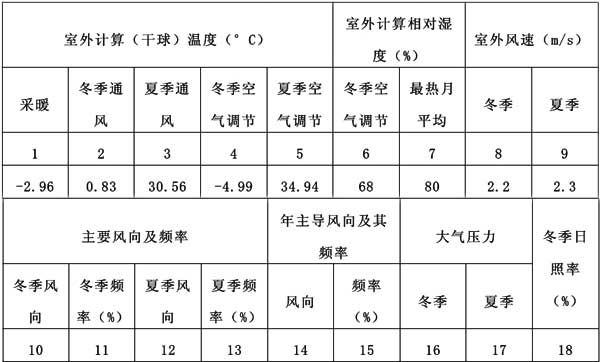 室外计算（干球）温度（° C） 室外计算相对湿度（%） 室外风速（m/s）
采暖 冬季通风 夏季通风 冬季空气调节 夏季空气调节 冬季空气调节 最热月平均 冬季 夏季
1 2 3 4 5 6 7 8 9
-2.96 0.83 30.56 -4.99 34.94 68 80 2.2 2.3
主要风向及频率 年主导风向及其频率 大气压力 冬季日照率（%）
冬季风向 冬季频率（%） 夏季风向 夏季频率（%） 风向 频率（%） 冬季 夏季
10 11 12 13 14 15 16 17 18